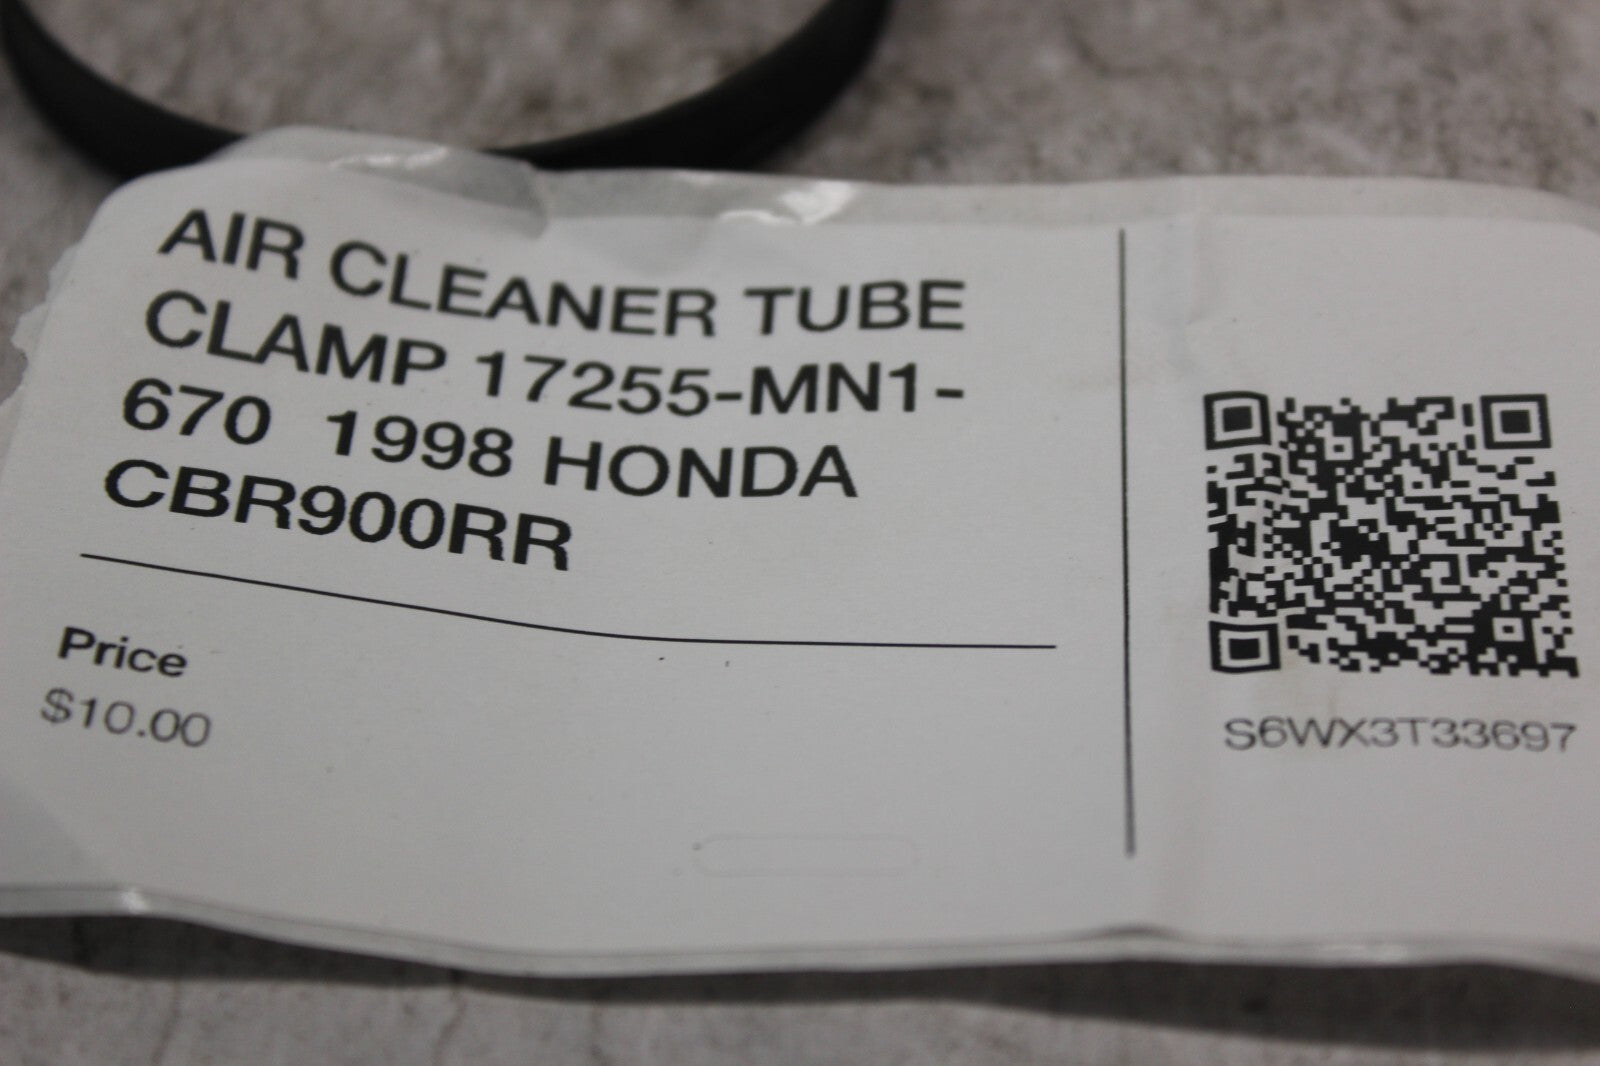 AIR CLEANER TUBE
CLAMP 17255-MN1-
670 1998 HONDA
CBR900RR
Price
$10.00
S6WX3T33697